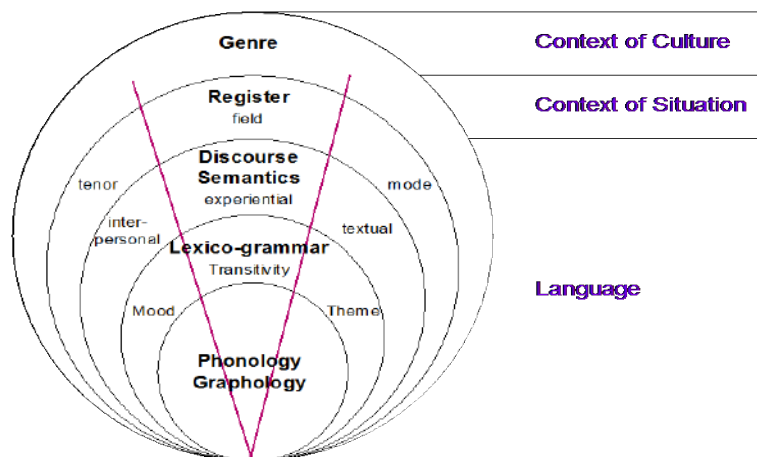 Genre
Context of Culture
Register
field
Context of Situation
Discourse
Semantics
experiential
tenor
mode
inter-
personal
textual
Lexico-grammar
Transitivity
Language
Mood
Theme
Phonology
Graphology